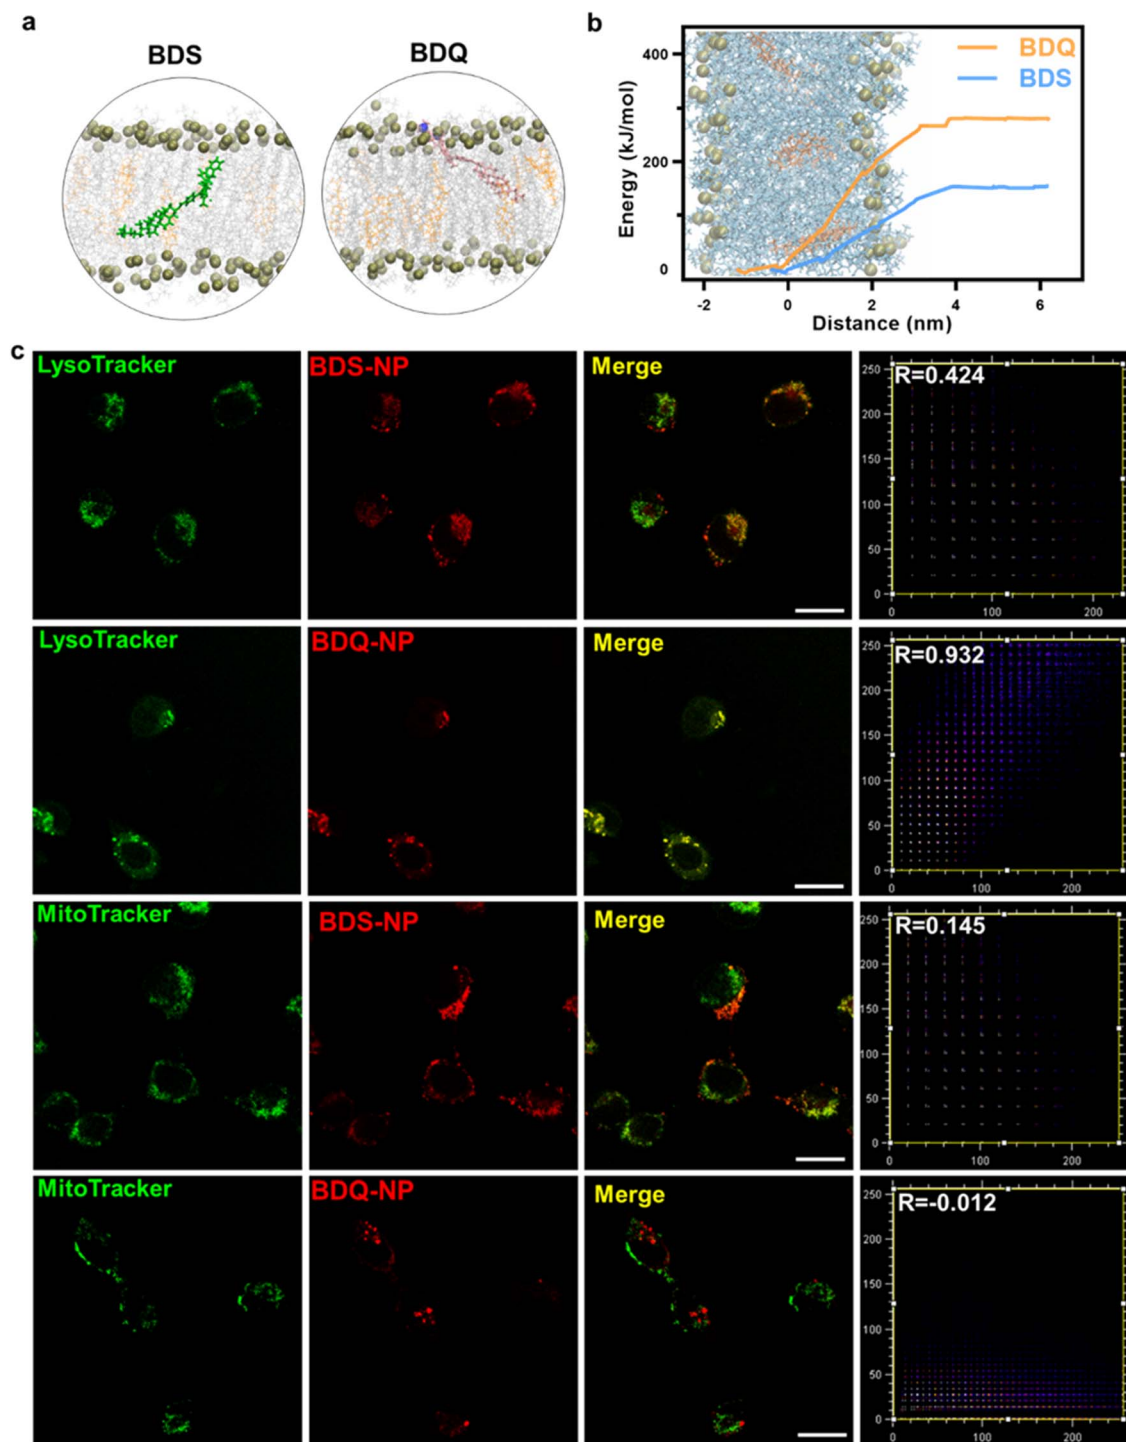 a
BDS
BDQ
b
BDQ
BDS
Energy (kJ/mol)
400
200
0
-2
0
2
4
6
Distance (nm)
c
LysoTracker
BDS-NP
Merge
R=0.424
250
200
150
100
50
0
0
100
200
LysoTracker
BDQ-NP
Merge
R=0.932
250
200
150
100
50
0
0
100
200
MitoTracker
BDS-NP
Merge
R=0.145
250
200
150
100
50
0
0
100
200
MitoTracker
BDQ-NP
Merge
R=-0.012
250
200
150
100
50
0
0
100
200